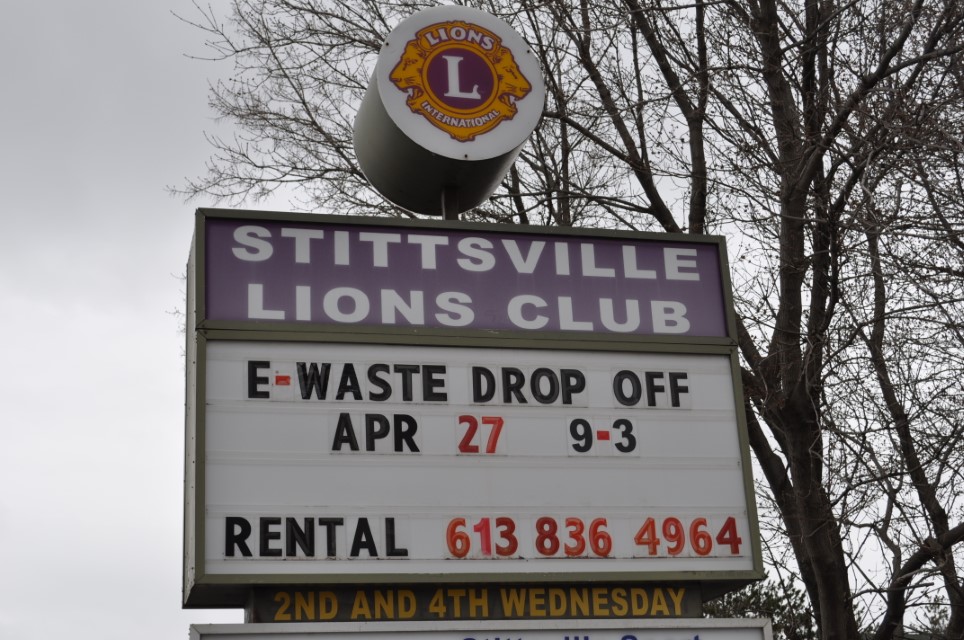 LIONS
L
INTERNATIONAL
STITTSVILLE
LIONS CLUB
E-WASTE DROP OFF
APR 27 9-3
RENTAL 613 836 4964
2ND AND 4TH WEDNESDAY